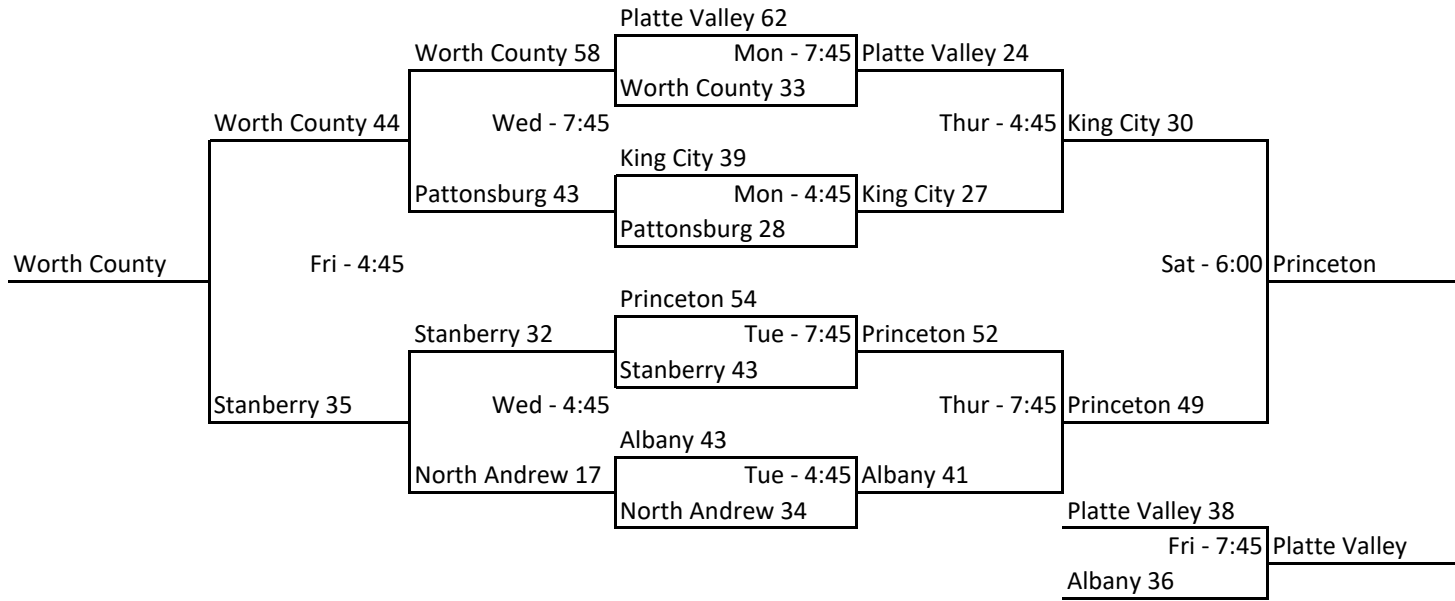 Platte Valley 62
Worth County 58 Mon - 7:45 Platte Valley 24
Worth County 33
Worth County 44 Wed - 7:45 Thur - 4:45 King City 30
King City 39
Pattonsburg 43 Mon - 4:45 King City 27
Pattonsburg 28
Worth County Fri - 4:45 Sat - 6:00 Princeton
Princeton 54
Stanberry 32 Tue - 7:45 Princeton 52
Stanberry 43
Stanberry 35 Wed - 4:45 Thur - 7:45 Princeton 49
Albany 43
North Andrew 17 Tue - 4:45 Albany 41
North Andrew 34
Platte Valley 38
Fri - 7:45 Platte Valley
Albany 36